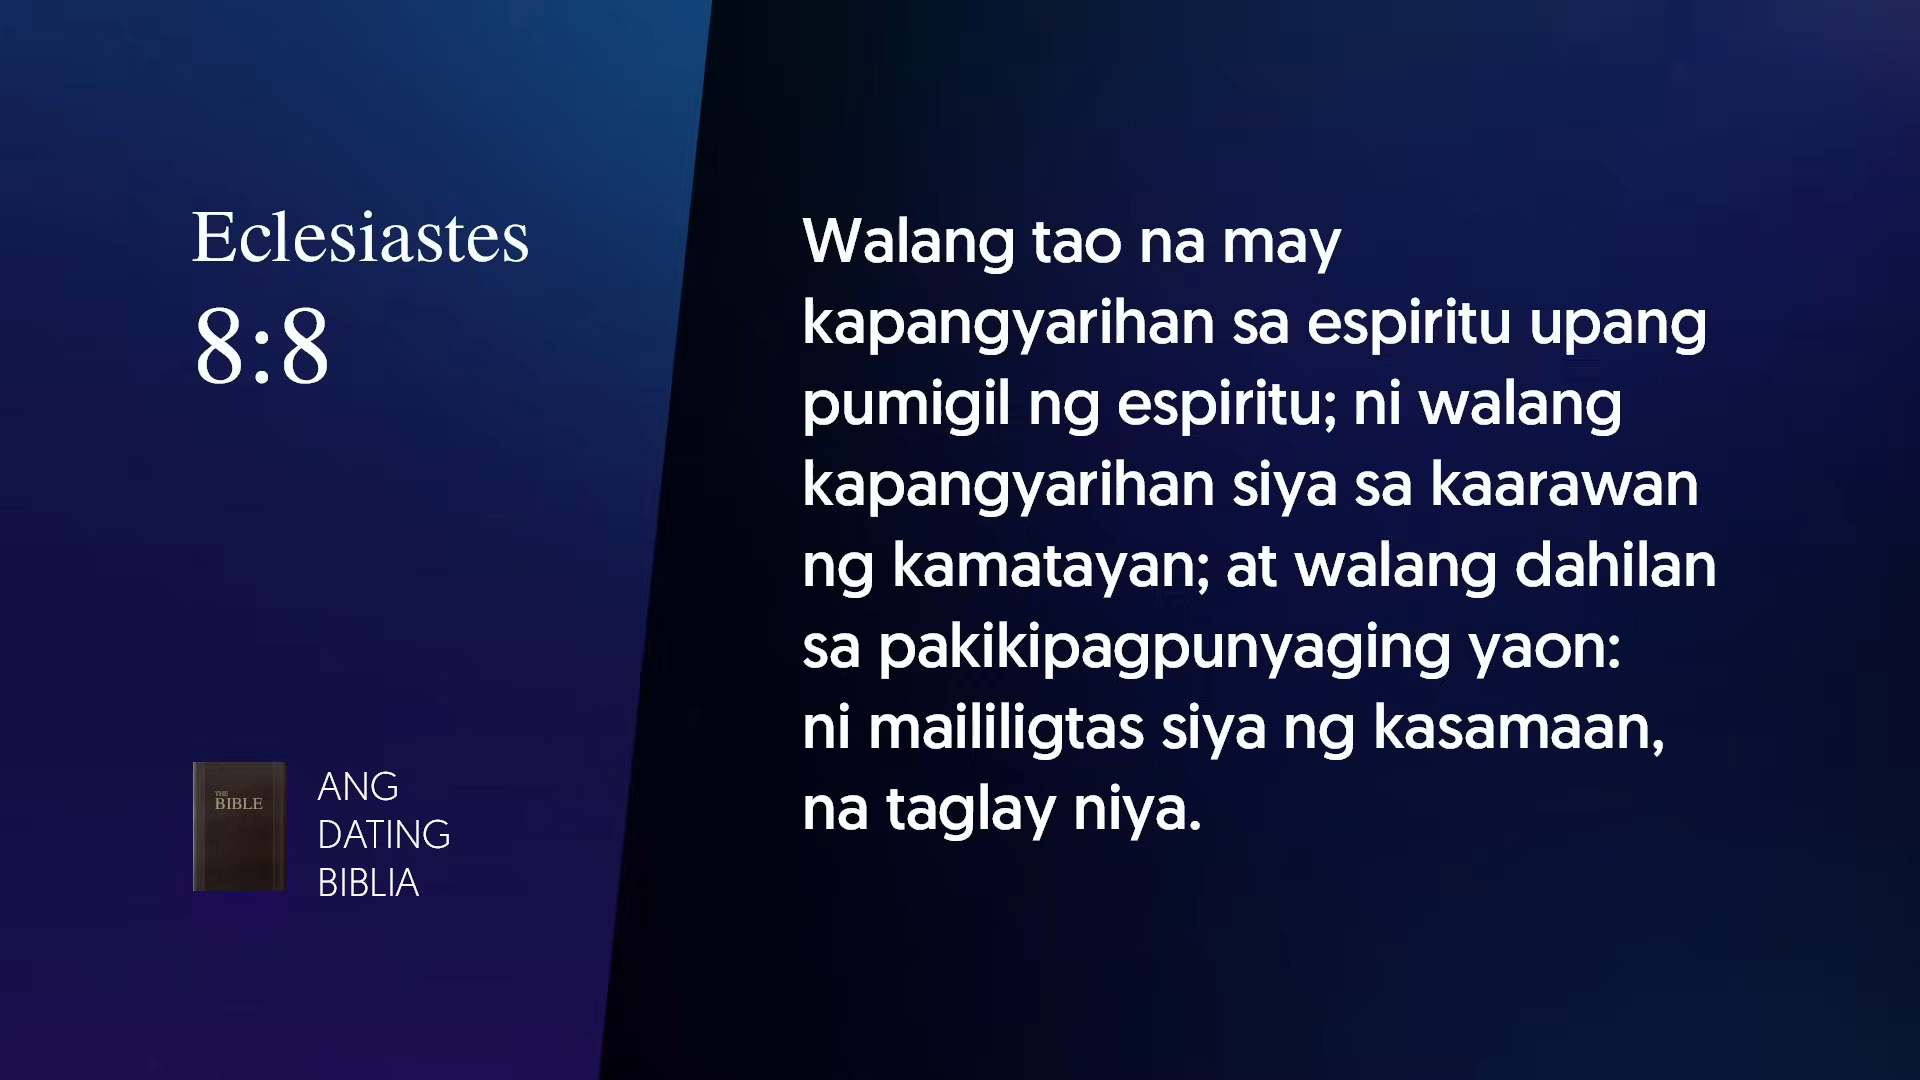 Eclesiastes
8:8
Walang tao na may
kapangyarihan sa espiritu upang
pumigil ng espiritu; ni walang
kapangyarihan siya sa kaarawan
ng kamatayan; at walang dahilan
sa pakikipagpunyaging yaon:
ni maililigtas siya ng kasamaan,
na taglay niya.
THE
BIBLE
ANG
DATING
BIBLIA